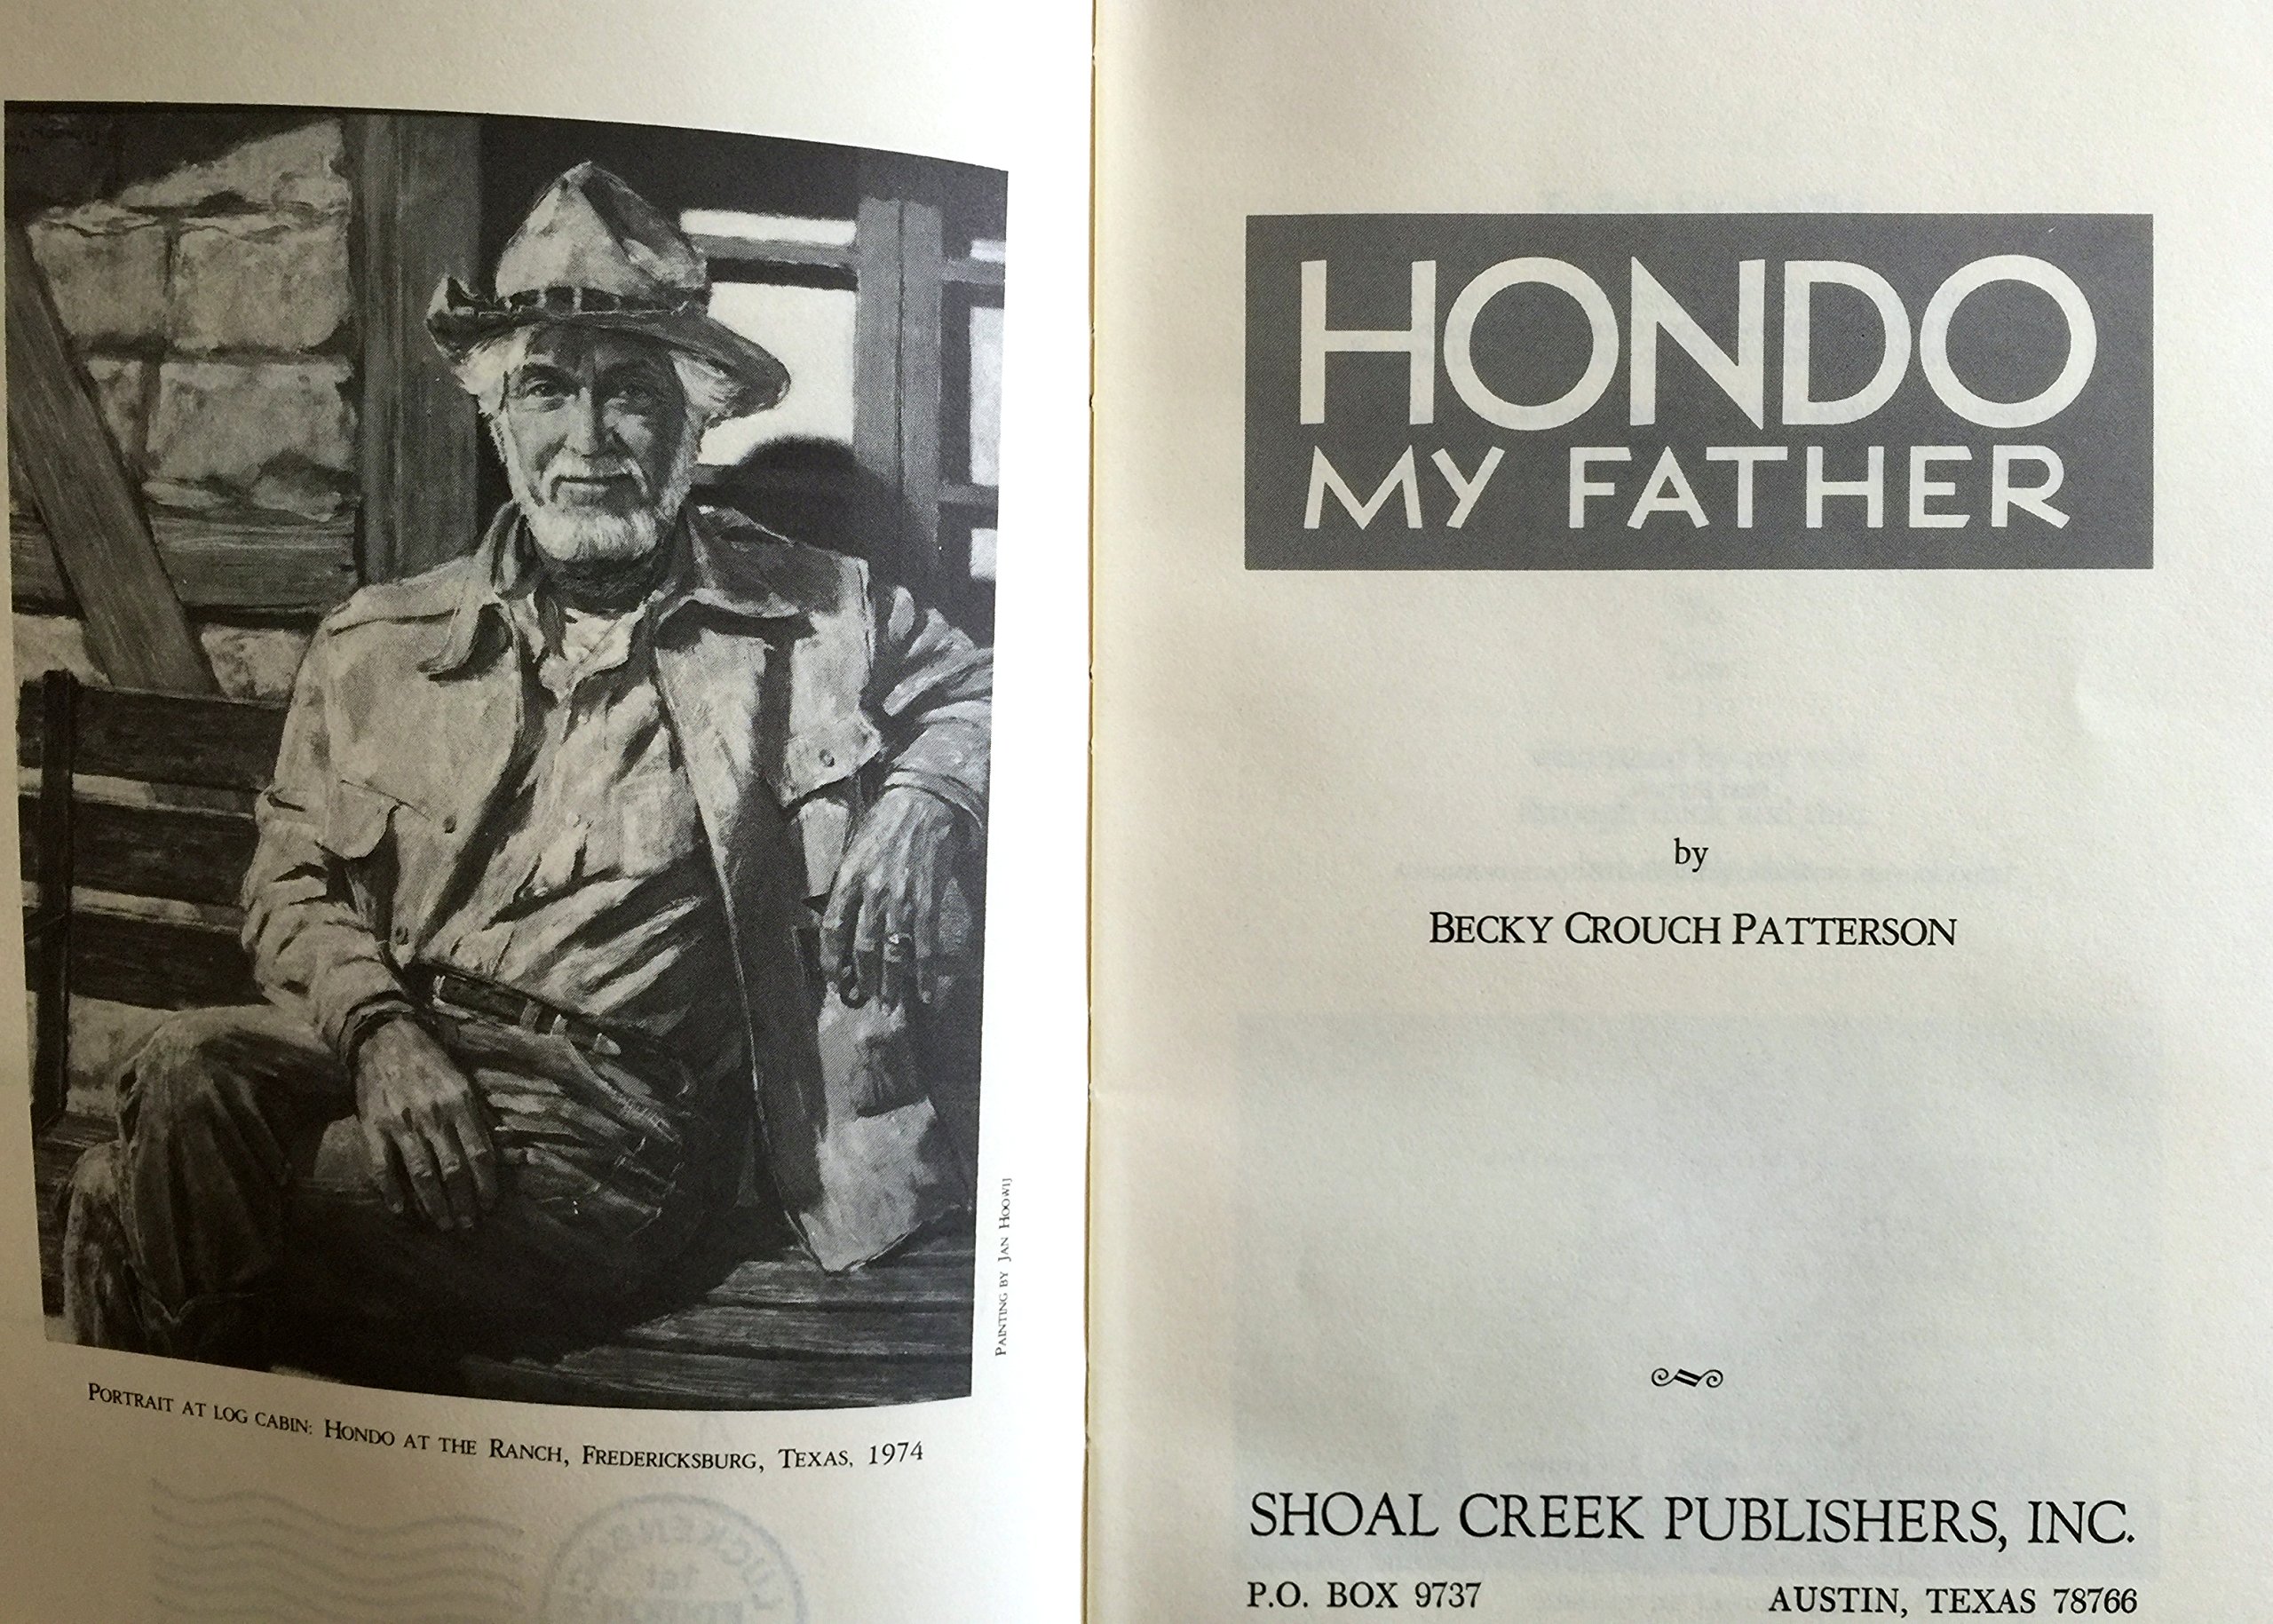 PORTRAIT AT LOG CABIN: HONDO AT THE RANCH, FREDERICKSBURG, TEXAS, 1974
PAINTING BY JAN HOOWIJ
HONDO
MY FATHER
by
BECKY CROUCH PATTERSON
SHOAL CREEK PUBLISHERS, INC.
P.O. BOX 9737 AUSTIN, TEXAS 78766